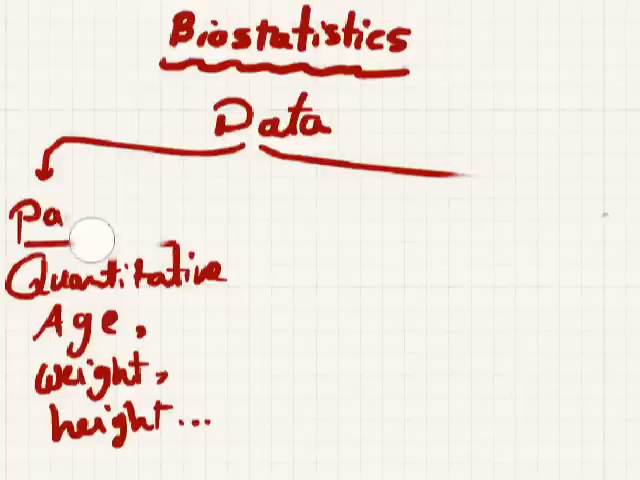 Biostatistics
Data
Pa
Quantitative
Age,
weight,
height...